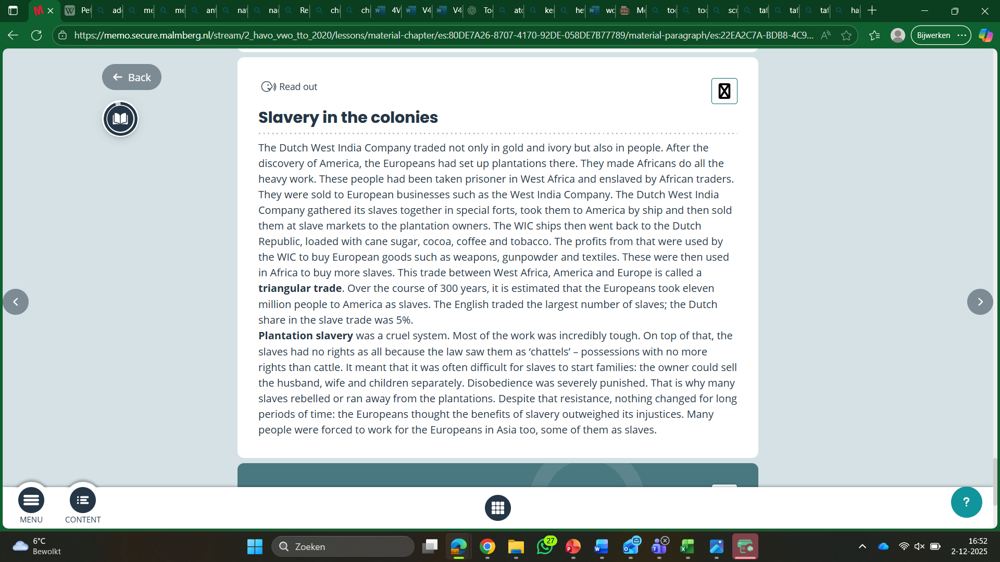 Pe
ad
me
me
an
na
na
Re
ch
ch
4V
V4
V4
To
ato
ke
he
wc
Me
to
to
scr
taf
taf
taf
ha
https://memo.secure.malmberg.nl/stream/2_havo_vwo_tto_2020/lessons/material-chapter/es:80DE7A26-8707-4170-92DE-058DE7B77789/material-paragraph/es:22EA2C7A-BDB8-4C9...
Bijwerken
Back
Read out
Slavery in the colonies
The Dutch West India Company traded not only in gold and ivory but also in people. After the
discovery of America, the Europeans had set up plantations there. They made Africans do all the
heavy work. These people had been taken prisoner in West Africa and enslaved by African traders.
They were sold to European businesses such as the West India Company. The Dutch West India
Company gathered its slaves together in special forts, took them to America by ship and then sold
them at slave markets to the plantation owners. The WIC ships then went back to the Dutch
Republic, loaded with cane sugar, cocoa, coffee and tobacco. The profits from that were used by
the WIC to buy European goods such as weapons, gunpowder and textiles. These were then used
in Africa to buy more slaves. This trade between West Africa, America and Europe is called a
triangular trade. Over the course of 300 years, it is estimated that the Europeans took eleven
million people to America as slaves. The English traded the largest number of slaves; the Dutch
share in the slave trade was 5%.
Plantation slavery was a cruel system. Most of the work was incredibly tough. On top of that, the
slaves had no rights as all because the law saw them as ‘chattels’ – possessions with no more
rights than cattle. It meant that it was often difficult for slaves to start families: the owner could sell
the husband, wife and children separately. Disobedience was severely punished. That is why many
slaves rebelled or ran away from the plantations. Despite that resistance, nothing changed for long
periods of time: the Europeans thought the benefits of slavery outweighed its injustices. Many
people were forced to work for the Europeans in Asia too, some of them as slaves.
MENU
CONTENT
?
6°C
Bewolkt
Zoeken
27
16:52
2-12-2025